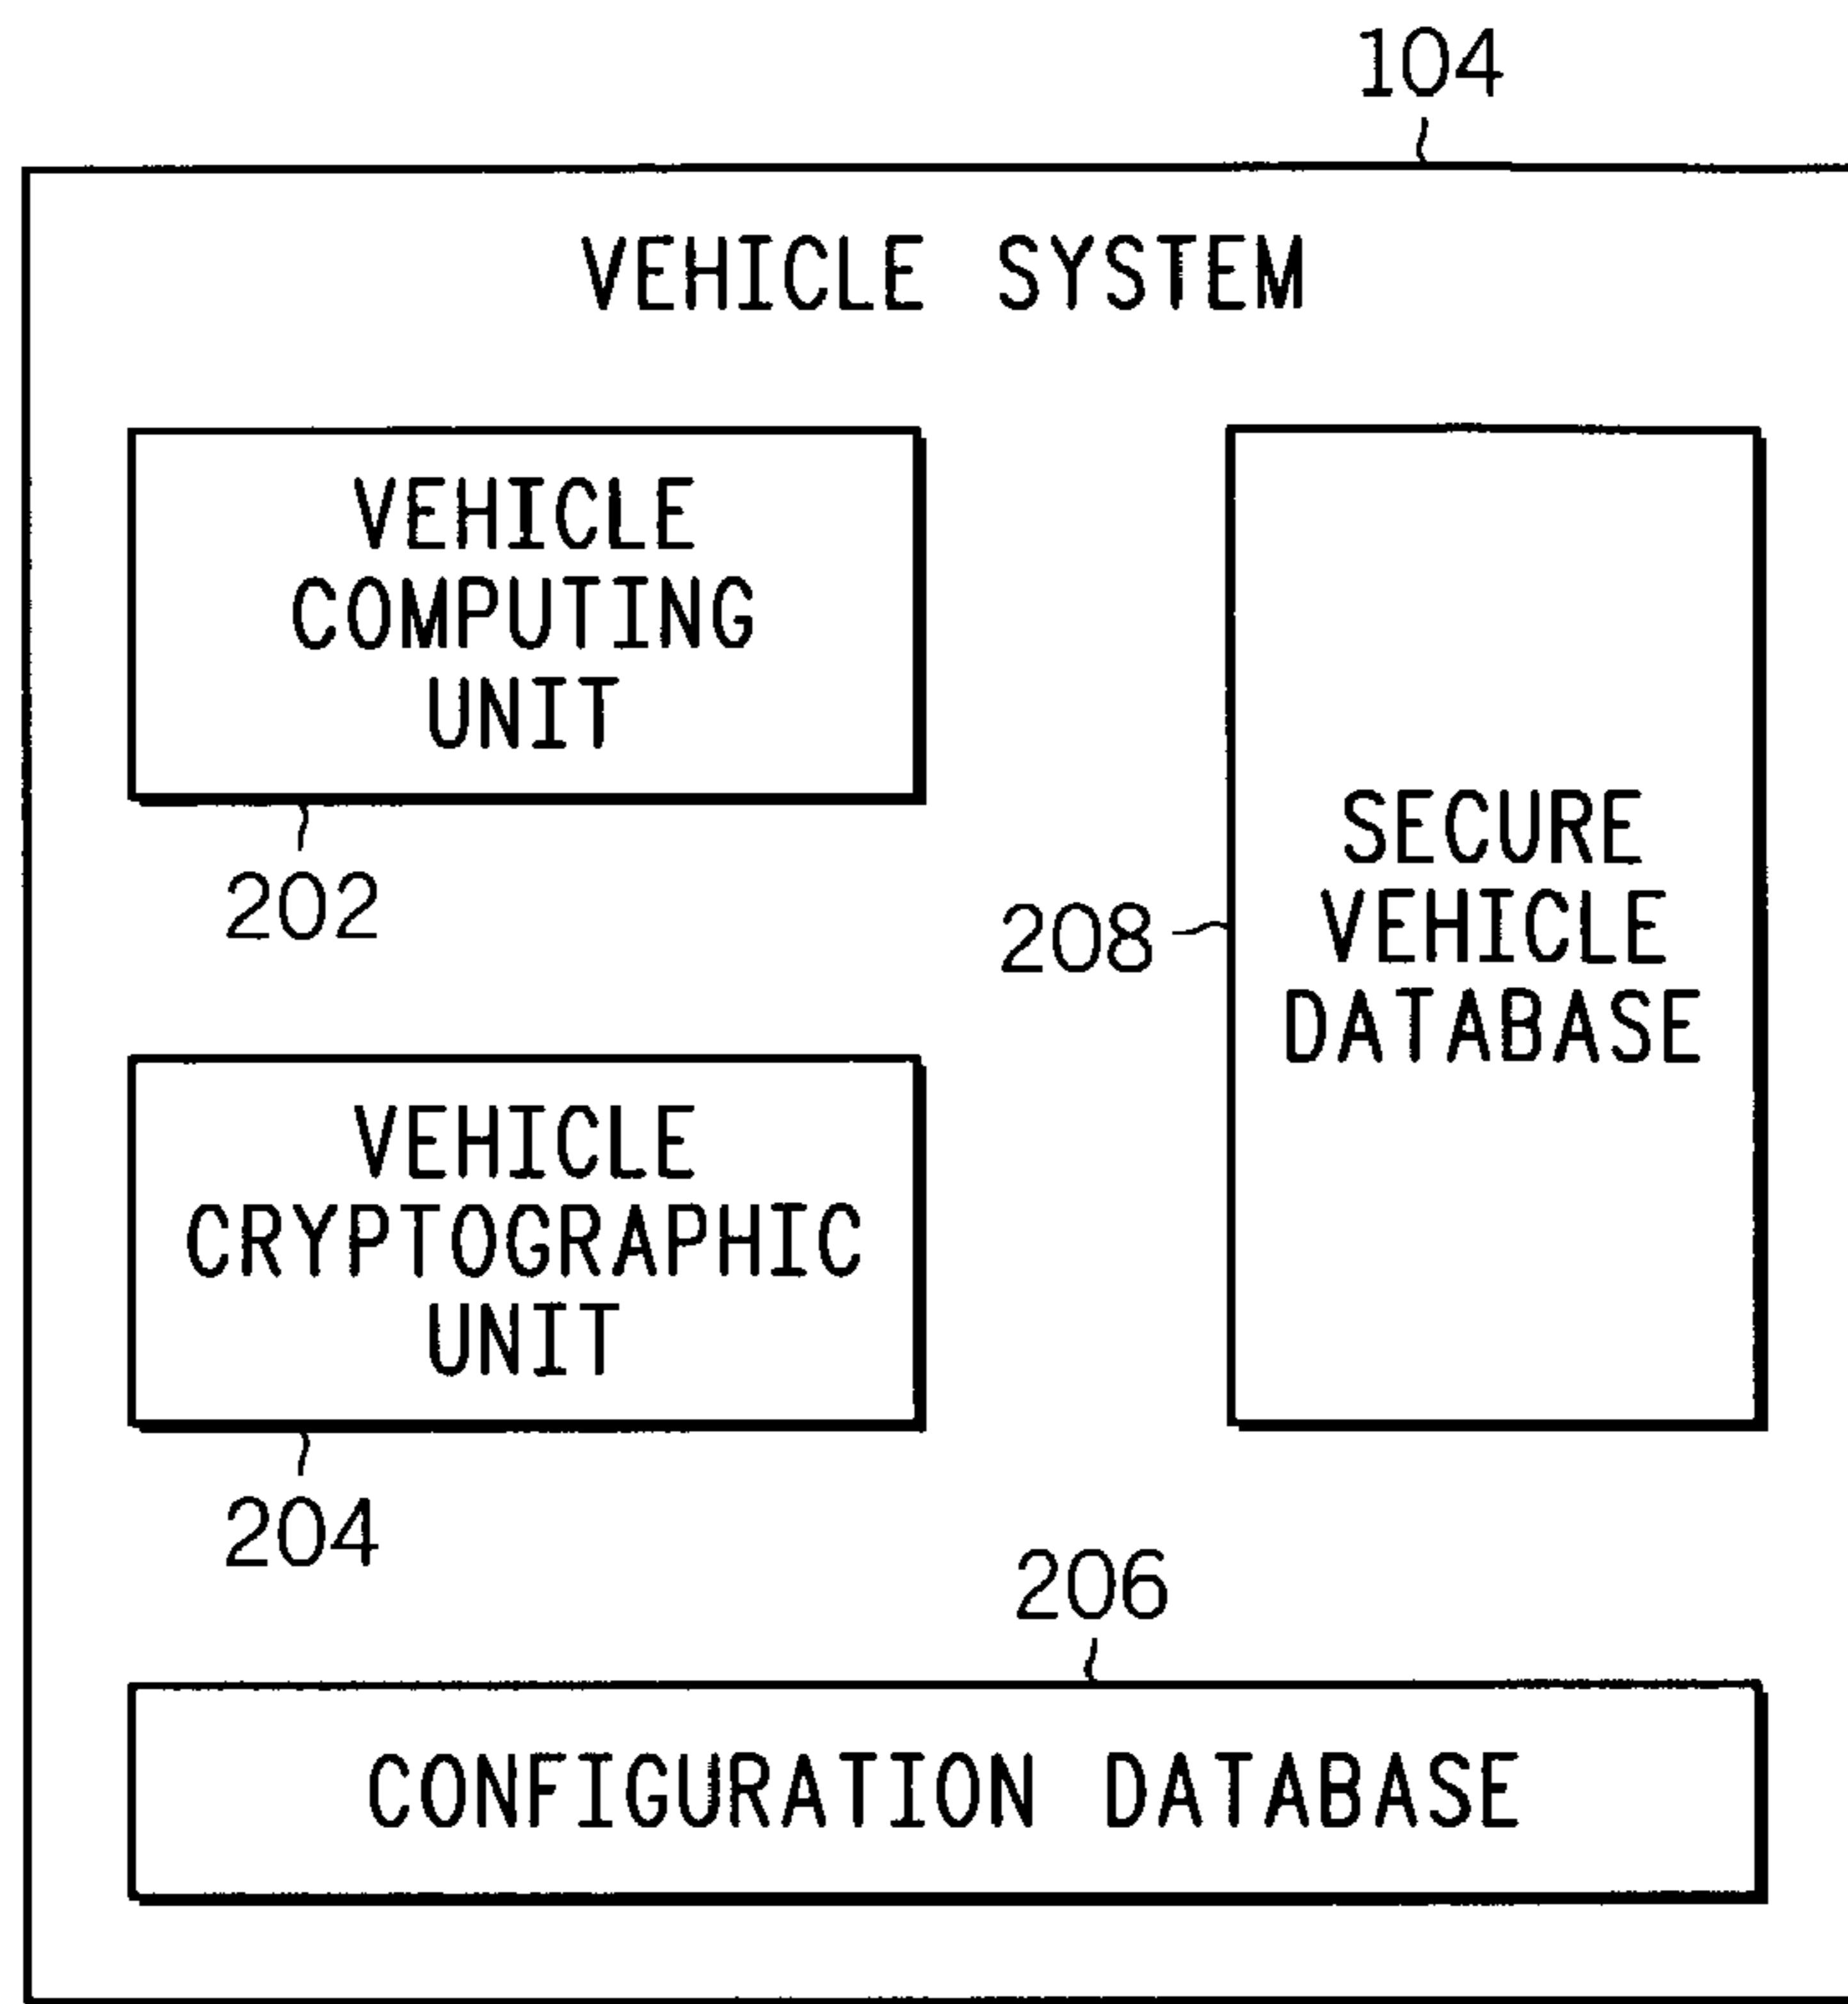 104
VEHICLE SYSTEM
VEHICLE
COMPUTING
UNIT
202
SECURE
VEHICLE
DATABASE
208
VEHICLE
CRYPTOGRAPHIC
UNIT
204
206
CONFIGURATION DATABASE